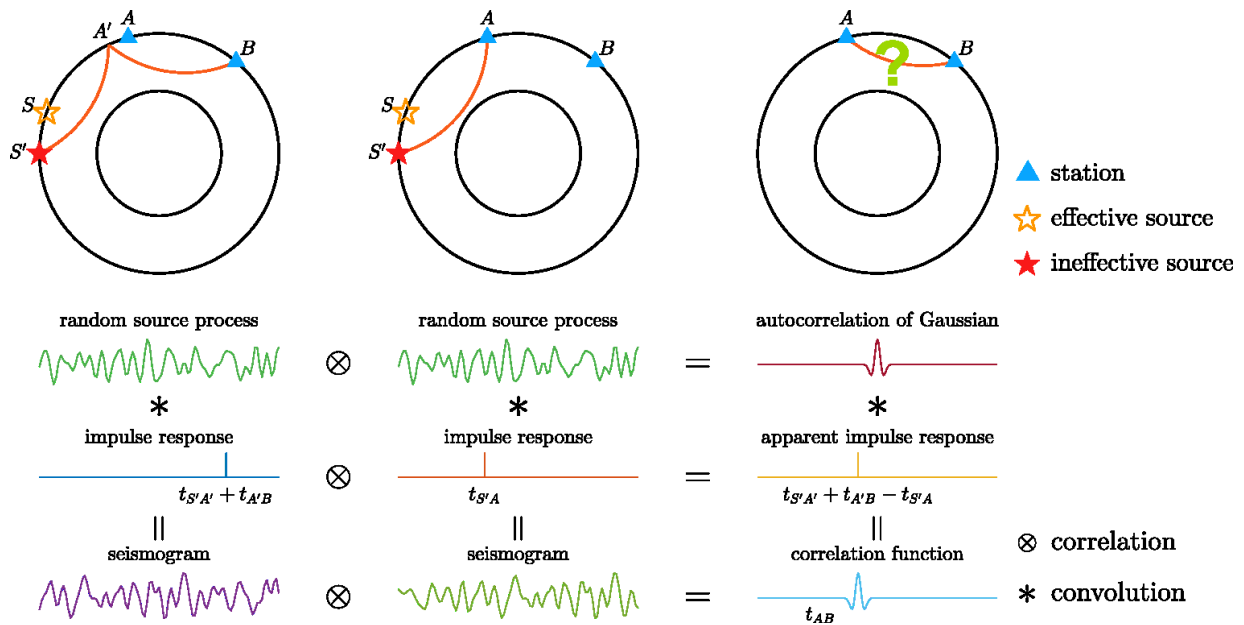 A
A′
B
S
S′
A
B
S
S′
A
B
?
station
effective source
ineffective source
random source process
random source process
autocorrelation of Gaussian
⊗
=
*
*
*
impulse response
impulse response
apparent impulse response
⊗
=
t_{S′A′} + t_{A′B}
t_{S′A}
t_{S′A′} + t_{A′B} − t_{S′A}
||
||
||
seismogram
seismogram
correlation function
⊗
=
t_{AB}
⊗ correlation
* convolution